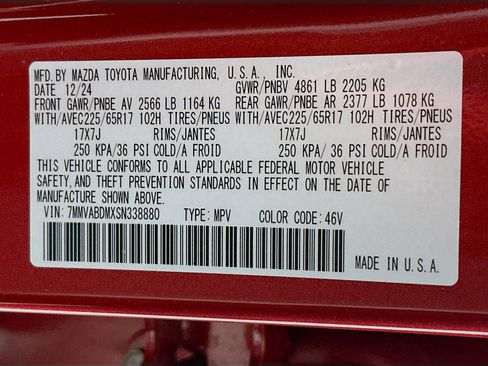 MFD.BY MAZDA TOYOTA MANUFACTURING, U.S.A., INC.
DATE 12/24 GVWR/PNBV 4861 LB 2205 KG
FRONT GAWR/PNBE AV 2566 LB 1164 KG REAR GAWR/PNBE AR 2377 LB 1078 KG
WITH/AVEC225/65R17 102H TIRES/PNEUS WITH/AVEC225/65R17 102H TIRES/PNEUS
17X7J RIMS/JANTES 17X7J RIMS/JANTES
250 KPA/36 PSI COLD/A FROID 250 KPA/ 36 PSI COLD/A FROID
THIS VEHICLE CONFORMS TO ALL APPLICABLE FEDERAL MOTOR VEHICLE
SAFETY, AND THEFT PREVENTION STANDARDS IN EFFECT ON THE DATE OF
MANUFACTURE SHOWN ABOVE.
VIN: 7MMVABDMXSN338880 TYPE: MPV COLOR CODE: 46V
MADE IN U.S.A.